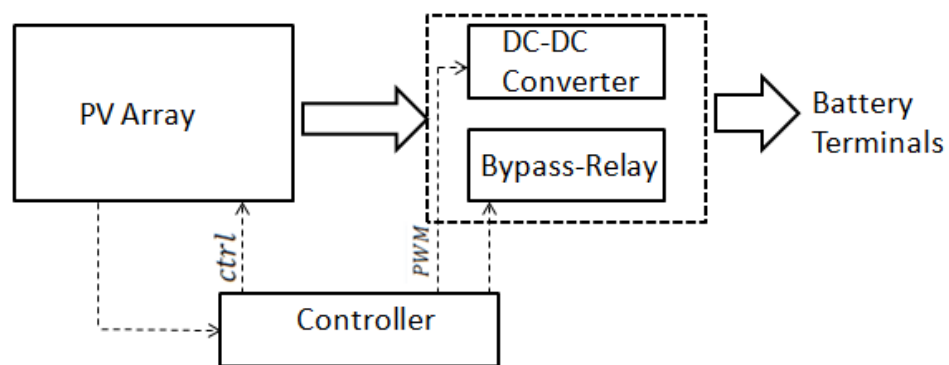 PV Array
DC-DC
Converter
Bypass-Relay
Battery
Terminals
ctrl
PWM
Controller